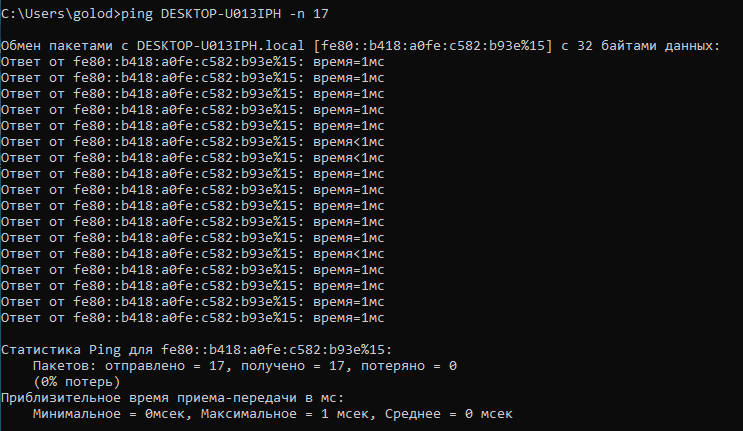 C:\Users\golod>ping DESKTOP-U013IPH -n 17
Обмен пакетами с DESKTOP-U013IPH.local [fe80::b418:a0fe:c582:b93e%15] с 32 байтами данных:
Ответ от fe80::b418:a0fe:c582:b93e%15: время=1мс
Ответ от fe80::b418:a0fe:c582:b93e%15: время=1мс
Ответ от fe80::b418:a0fe:c582:b93e%15: время=1мс
Ответ от fe80::b418:a0fe:c582:b93e%15: время=1мс
Ответ от fe80::b418:a0fe:c582:b93e%15: время=1мс
Ответ от fe80::b418:a0fe:c582:b93e%15: время<1мс
Ответ от fe80::b418:a0fe:c582:b93e%15: время<1мс
Ответ от fe80::b418:a0fe:c582:b93e%15: время=1мс
Ответ от fe80::b418:a0fe:c582:b93e%15: время=1мс
Ответ от fe80::b418:a0fe:c582:b93e%15: время=1мс
Ответ от fe80::b418:a0fe:c582:b93e%15: время=1мс
Ответ от fe80::b418:a0fe:c582:b93e%15: время=1мс
Ответ от fe80::b418:a0fe:c582:b93e%15: время<1мс
Ответ от fe80::b418:a0fe:c582:b93e%15: время=1мс
Ответ от fe80::b418:a0fe:c582:b93e%15: время=1мс
Ответ от fe80::b418:a0fe:c582:b93e%15: время=1мс
Ответ от fe80::b418:a0fe:c582:b93e%15: время=1мс
Статистика Ping для fe80::b418:a0fe:c582:b93e%15:
Пакетов: отправлено = 17, получено = 17, потеряно = 0
(0% потерь)
Приблизительное время приема-передачи в мс:
Минимальное = 0мсек, Максимальное = 1 мсек, Среднее = 0 мсек